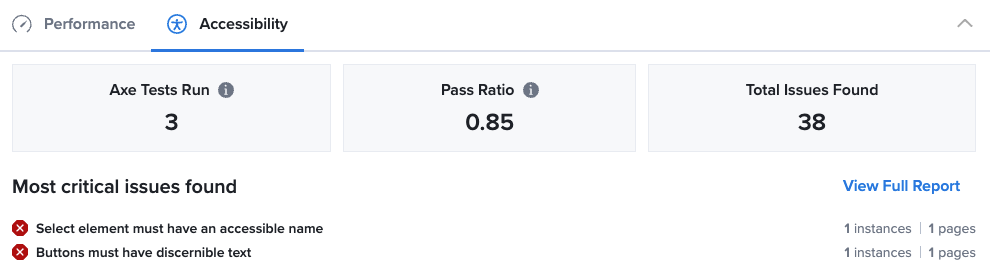 Performance Accessibility
Axe Tests Run Pass Ratio Total Issues Found
3 0.85 38
Most critical issues found View Full Report
Select element must have an accessible name 1 instances 1 pages
Buttons must have discernible text 1 instances 1 pages